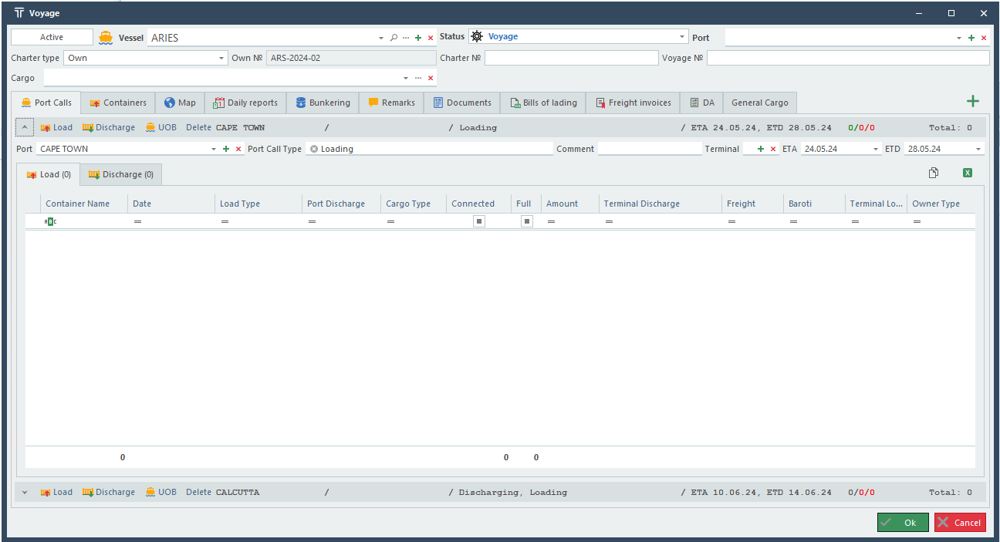 Voyage
Active Vessel ARIES Status Voyage Port
Charter type Own Own № ARS-2024-02 Charter № Voyage №
Cargo
Port Calls Containers Map Daily reports Bunkering Remarks Documents Bills of lading Freight invoices DA General Cargo
Load Discharge UOB Delete CAPE TOWN / / Loading / ETA 24.05.24, ETD 28.05.24 0/0/0 Total: 0
Port CAPE TOWN Port Call Type Loading Comment Terminal ETA 24.05.24 ETD 28.05.24
Load (0) Discharge (0)
Container Name Date Load Type Port Discharge Cargo Type Connected Full Amount Terminal Discharge Freight Baroti Terminal Lo... Owner Type
ABC = = = = = = = = = =
0 0 0
Load Discharge UOB Delete CALCUTTA / / Discharging, Loading / ETA 10.06.24, ETD 14.06.24 0/0/0 Total: 0
Ok Cancel